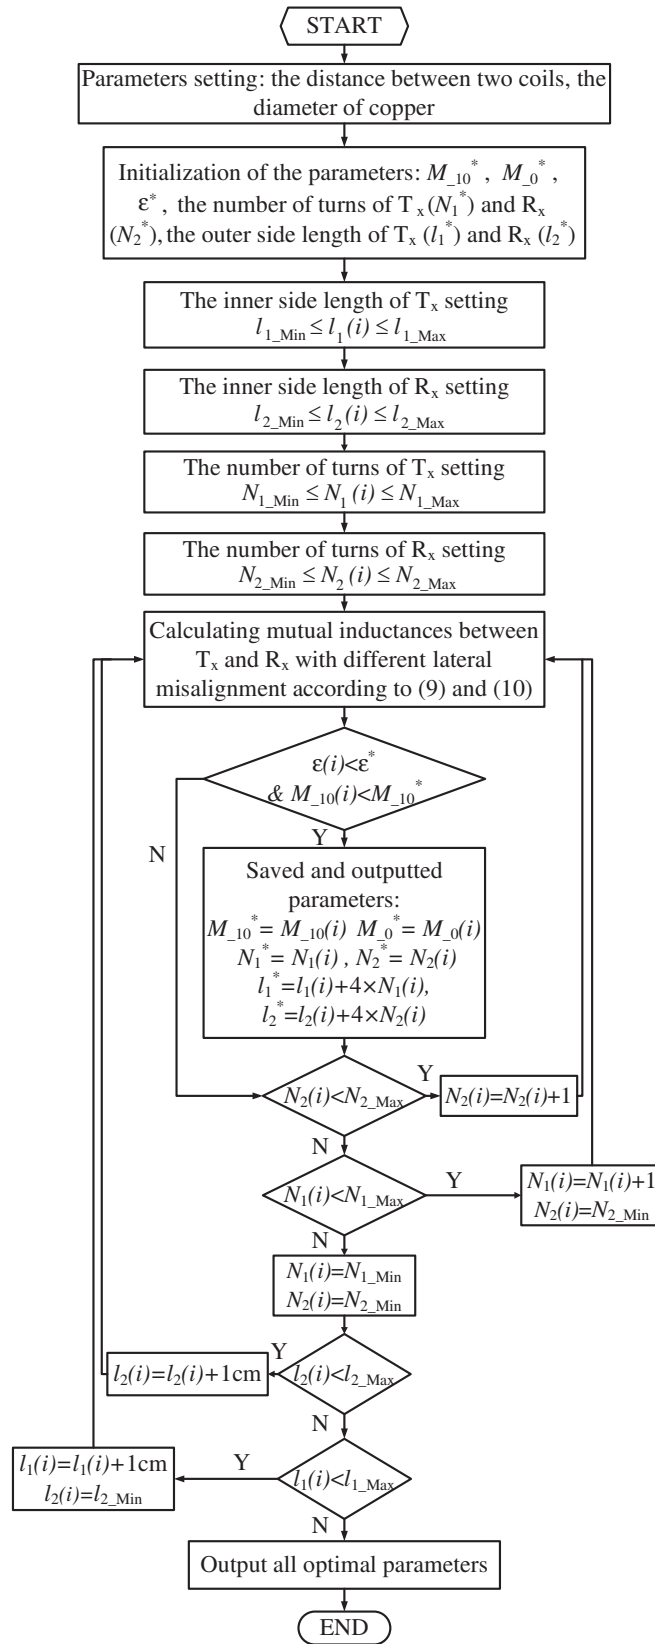 START
Parameters setting: the distance between two coils, the
diameter of copper
Initialization of the parameters: M_10*, M_0*,
ε*, the number of turns of Tx(N1*) and Rx
(N2*), the outer side length of Tx (l1*) and Rx (l2*)
The inner side length of Tx setting
l1_Min ≤ l1(i) ≤ l1_Max
The inner side length of Rx setting
l2_Min ≤ l2(i) ≤ l2_Max
The number of turns of Tx setting
N1_Min ≤ N1(i) ≤ N1_Max
The number of turns of Rx setting
N2_Min ≤ N2(i) ≤ N2_Max
Calculating mutual inductances between
Tx and Rx with different lateral
misalignment according to (9) and (10)
ε(i)<ε*
& M_10(i)<M_10*
N
Y
Saved and outputted
parameters:
M_10*= M_10(i) M_0*= M_0(i)
N1*= N1(i) , N2*= N2(i)
l1*=l1(i)+4×N1(i),
l2*=l2(i)+4×N2(i)
N2(i)<N2_Max
Y
N2(i)=N2(i)+1
N
N1(i)<N1_Max
Y
N1(i)=N1(i)+1
N2(i)=N2_Min
N
N1(i)=N1_Min
N2(i)=N2_Min
l2(i)<l2_Max
Y
l2(i)=l2(i)+1cm
N
l1(i)<l1_Max
Y
l1(i)=l1(i)+1cm
l2(i)=l2_Min
N
Output all optimal parameters
END